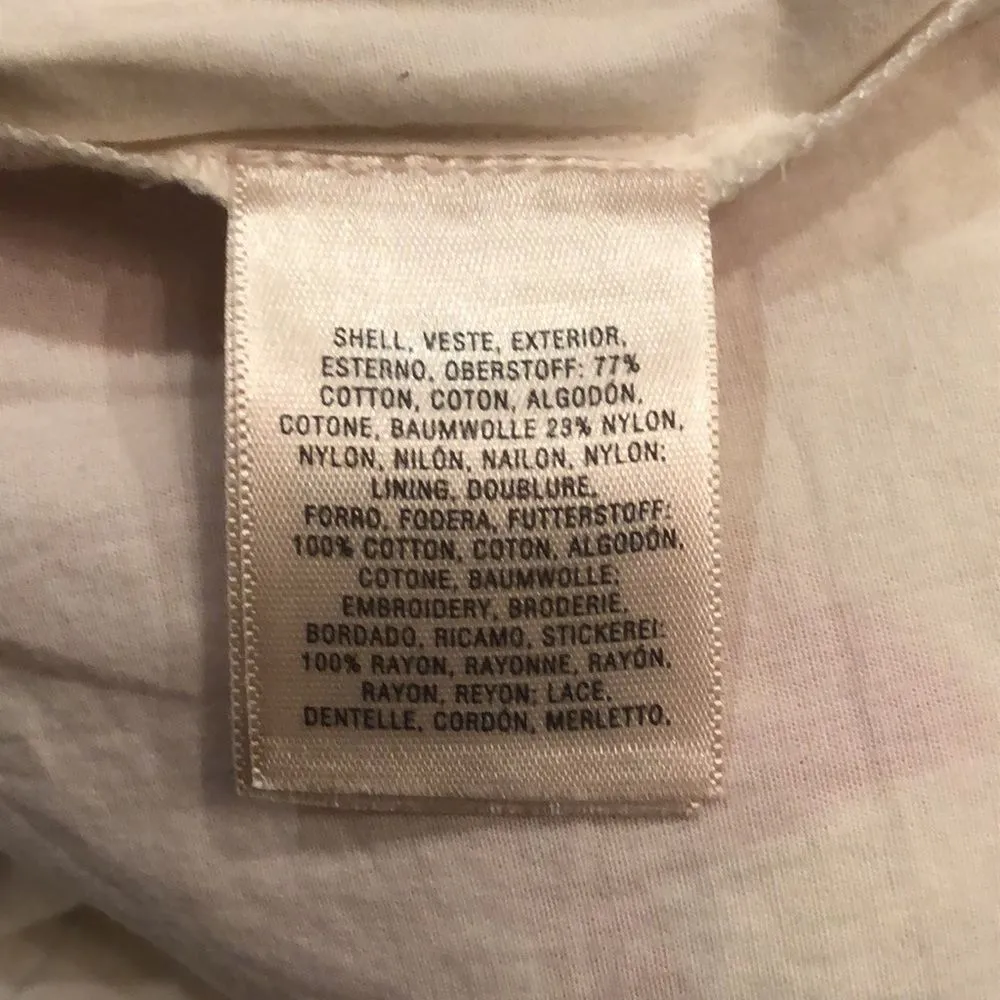 SHELL, VESTE, EXTERIOR,
ESTERNO, OBERSTOFF: 77%
COTTON, COTON, ALGODÓN,
COTONE, BAUMWOLLE 23% NYLON,
NYLON, NILÓN, NAILON, NYLON;
LINING, DOUBLURE,
FORRO, FODERA, FUTTERSTOFF:
100% COTTON, COTON, ALGODÓN,
COTONE, BAUMWOLLE;
EMBROIDERY, BRODERIE,
BORDADO, RICAMO, STICKEREI:
100% RAYON, RAYONNE, RAYÓN,
RAYON, REYON; LACE,
DENTELLE, CORDÓN, MERLETTO,